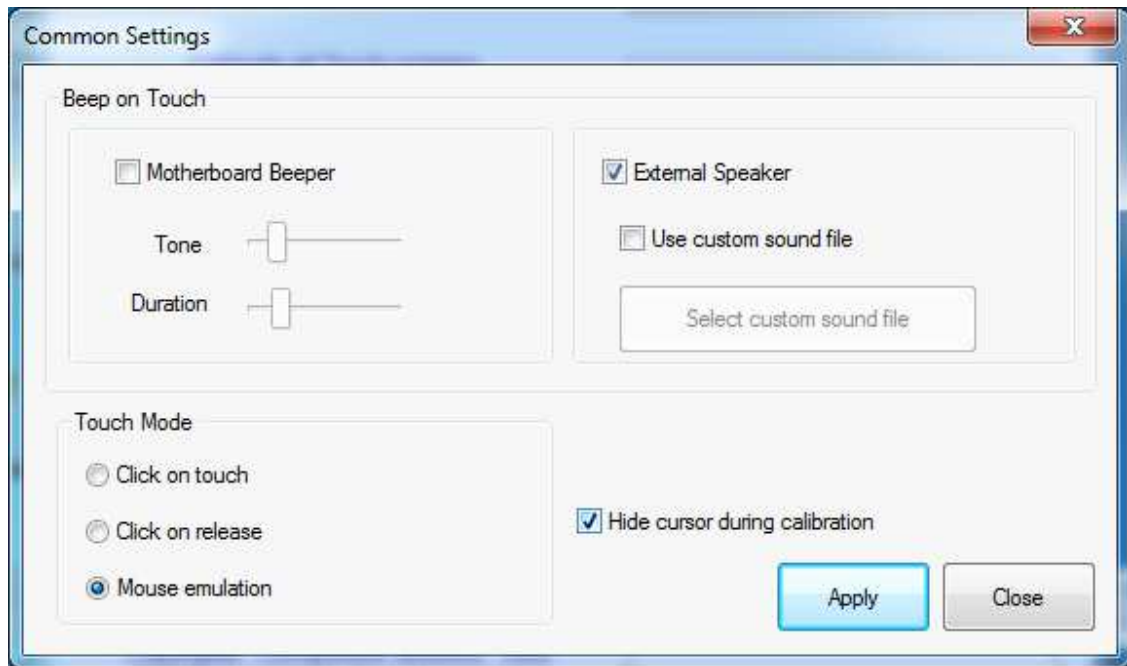 Common Settings
Beep on Touch
Motherboard Beeper
Tone
Duration
External Speaker
Use custom sound file
Select custom sound file
Touch Mode
Click on touch
Click on release
Mouse emulation
Hide cursor during calibration
Apply
Close